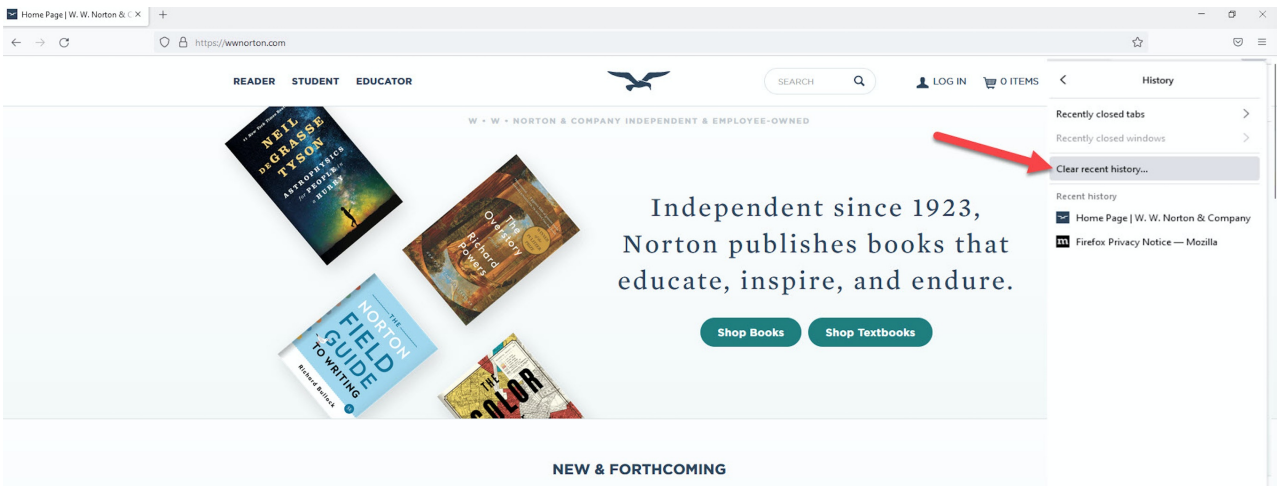 Home Page | W. W. Norton & C
https://wwnorton.com
READER STUDENT EDUCATOR
SEARCH
LOG IN
0 ITEMS
W • W • NORTON & COMPANY INDEPENDENT & EMPLOYEE-OWNED
NEIL
DEGRASSE
TYSON
ASTROPHYSICS
for PEOPLE in
a HURRY
The
Overstory
Richard
Powers
THE
NORTON
FIELD
GUIDE
TO WRITING
Richard Bullock
THE
COLOR
Independent since 1923,
Norton publishes books that
educate, inspire, and endure.
Shop Books
Shop Textbooks
NEW & FORTHCOMING
History
Recently closed tabs
Recently closed windows
Clear recent history...
Recent history
Home Page | W. W. Norton & Company
m Firefox Privacy Notice — Mozilla